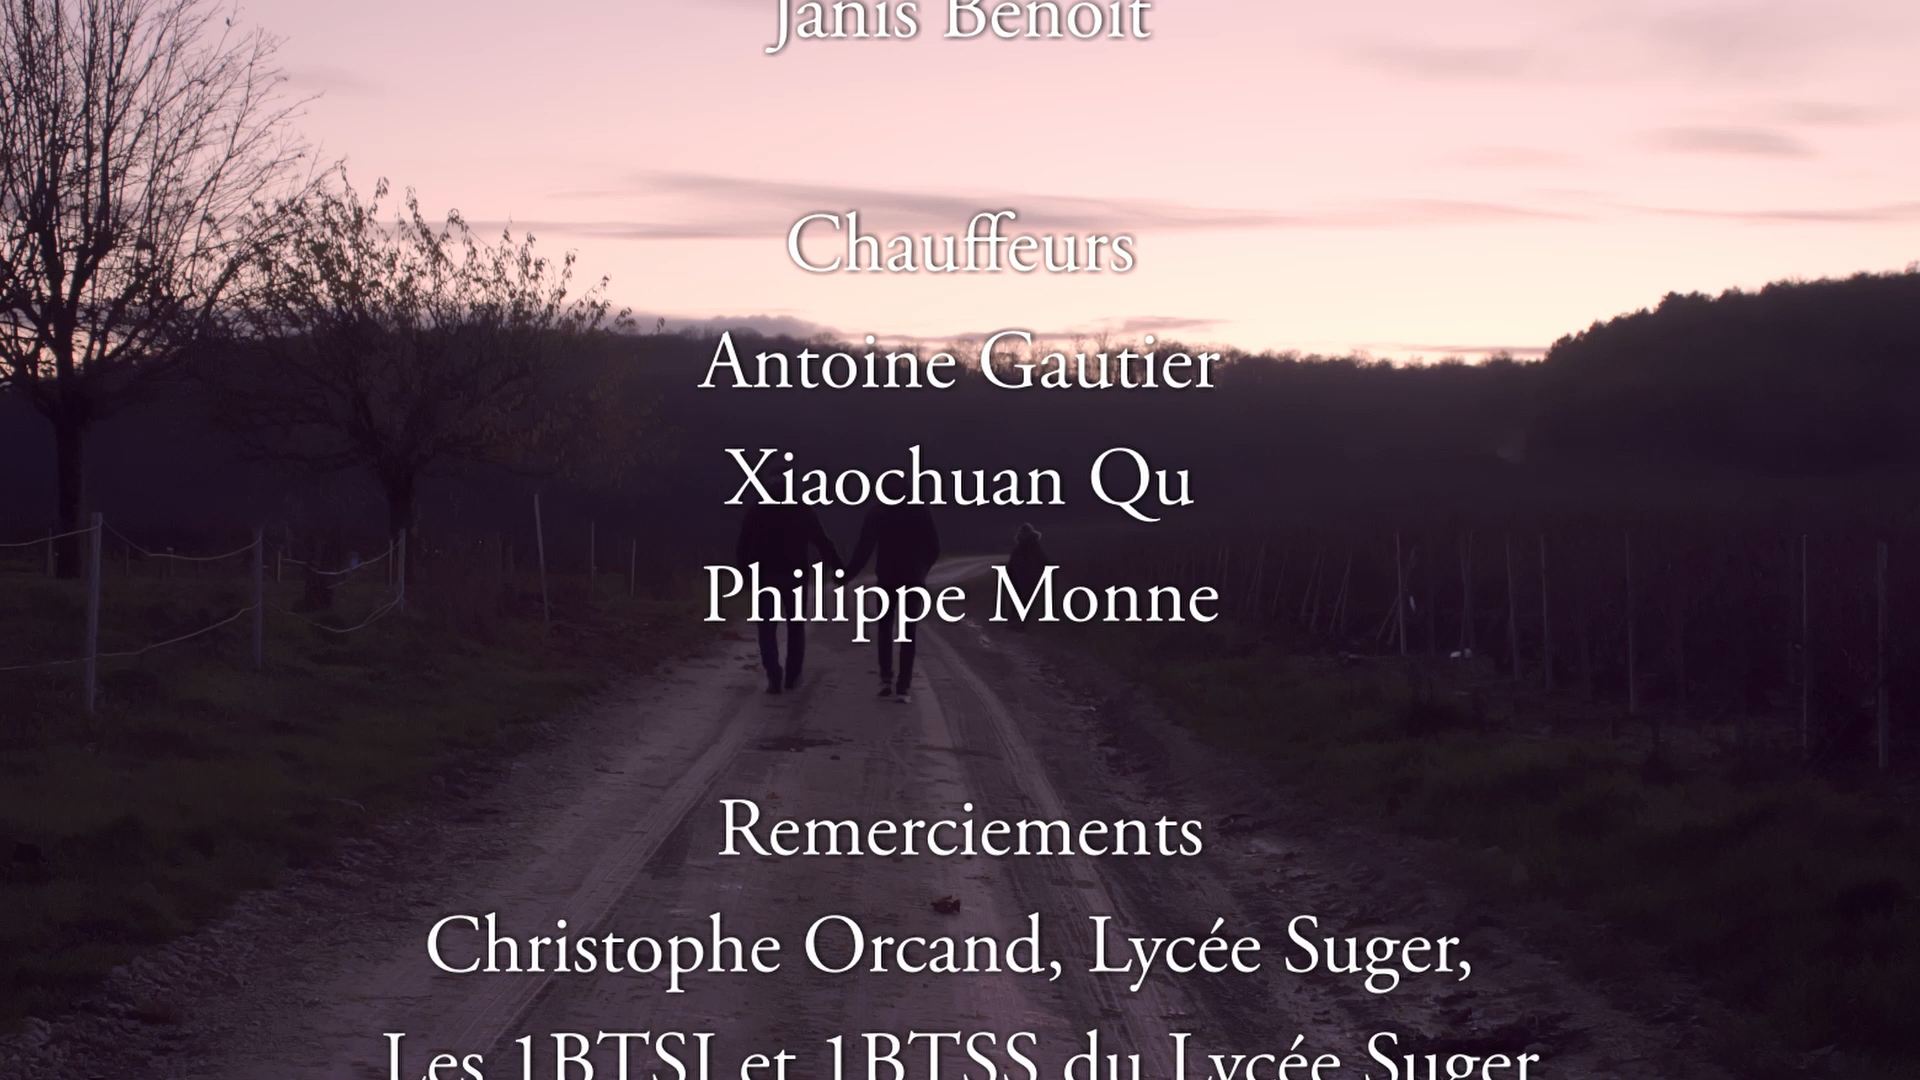 Janis Benoit
Chauffeurs
Antoine Gautier
Xiaochuan Qu
Philippe Monne
Remerciements
Christophe Orcand, Lycée Suger,
Les 1BTSI et 1BTSS du Lycée Suger